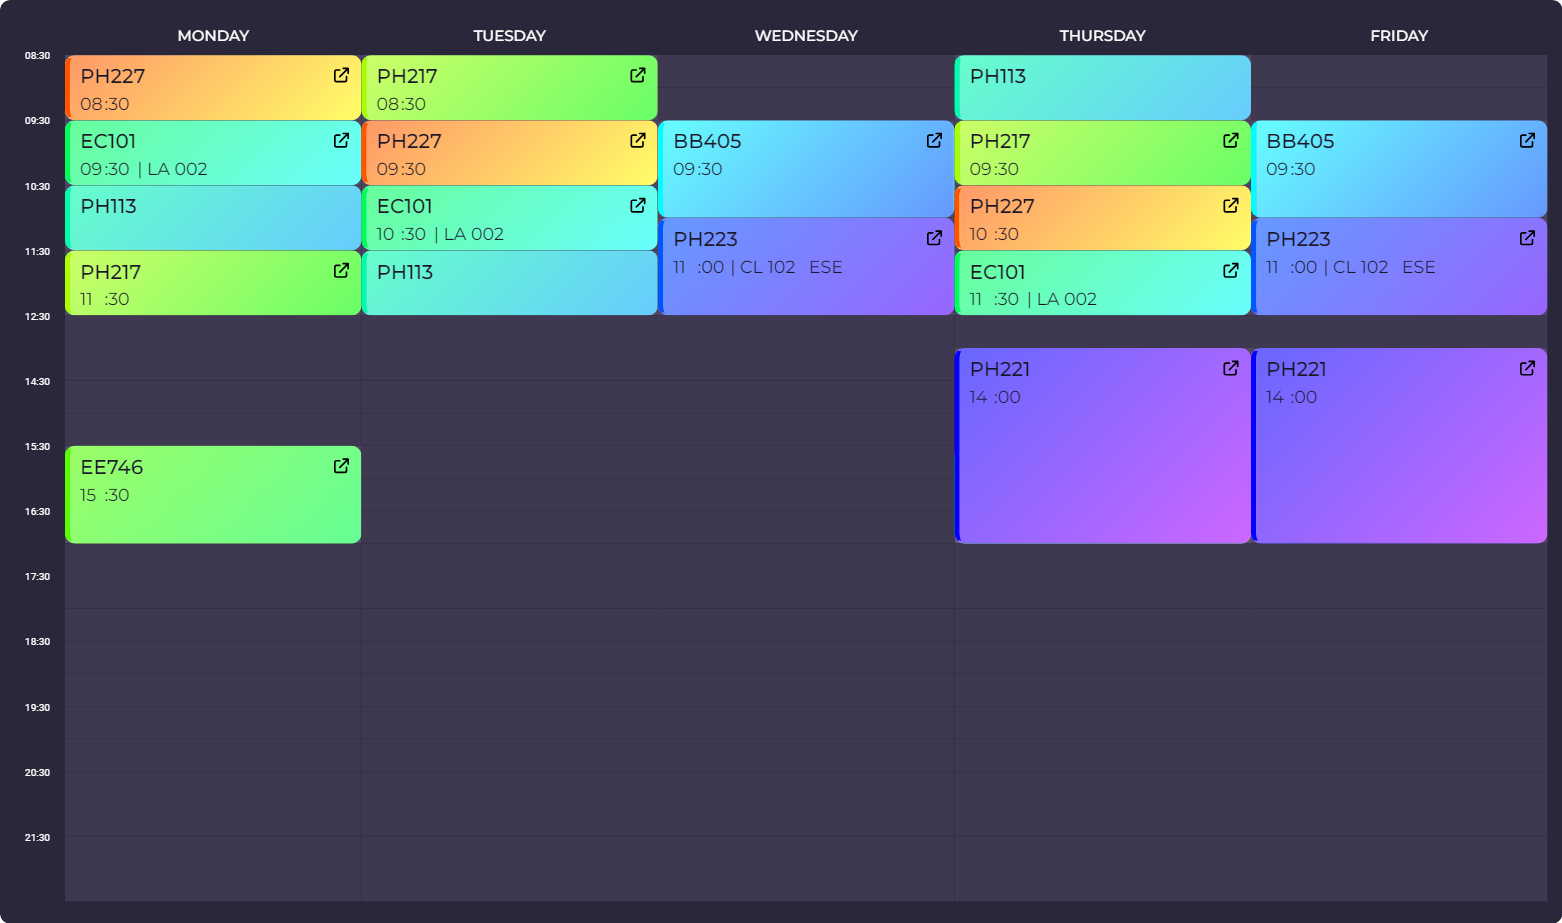 MONDAY TUESDAY WEDNESDAY THURSDAY FRIDAY
08:30
PH227 PH217 PH113
08:30 08:30
09:30
EC101 PH227 BB405 PH217 BB405
09:30 | LA 002 09:30 09:30 09:30 09:30
10:30
PH113 EC101 PH227
10 :30 | LA 002 10 :30
PH223 PH223
11:30
11 :00 | CL 102 ESE 11 :00 | CL 102 ESE
PH217 PH113 EC101
11 :30 11 :30 | LA 002
12:30
PH221 PH221
14:30
14 :00 14 :00
15:30
EE746
15 :30
16:30
17:30
18:30
19:30
20:30
21:30